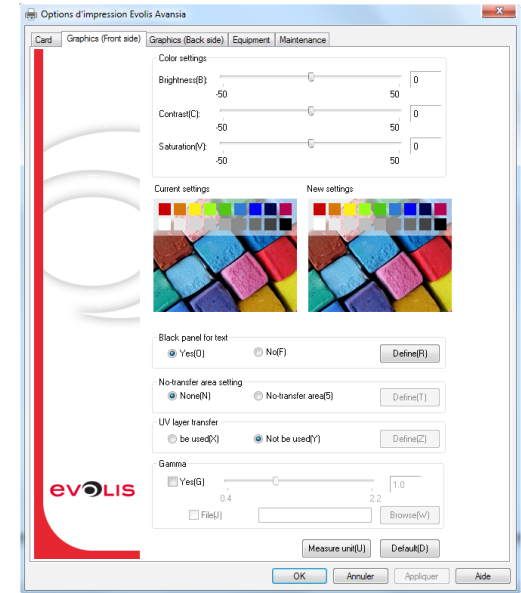 Options d'impression Evolis Avansia
Card Graphics (Front side) Graphics (Back side) Equipment Maintenance
Color settings
Brightness(B): 0
-50 50
Contrast(C): 0
-50 50
Saturation(V): 0
-50 50
Current settings New settings
Black panel for text
Yes(O) No(F) Define(R)
No-transfer area setting
None(N) No-transfer area(5) Define(T)
UV layer transfer
be used(X) Not be used(Y) Define(Z)
Gamma
Yes(G) 1.0
0.4 2.2
File(J) Browse(W)
evolis
Measure unit(U) Default(D)
OK Annuler Appliquer Aide